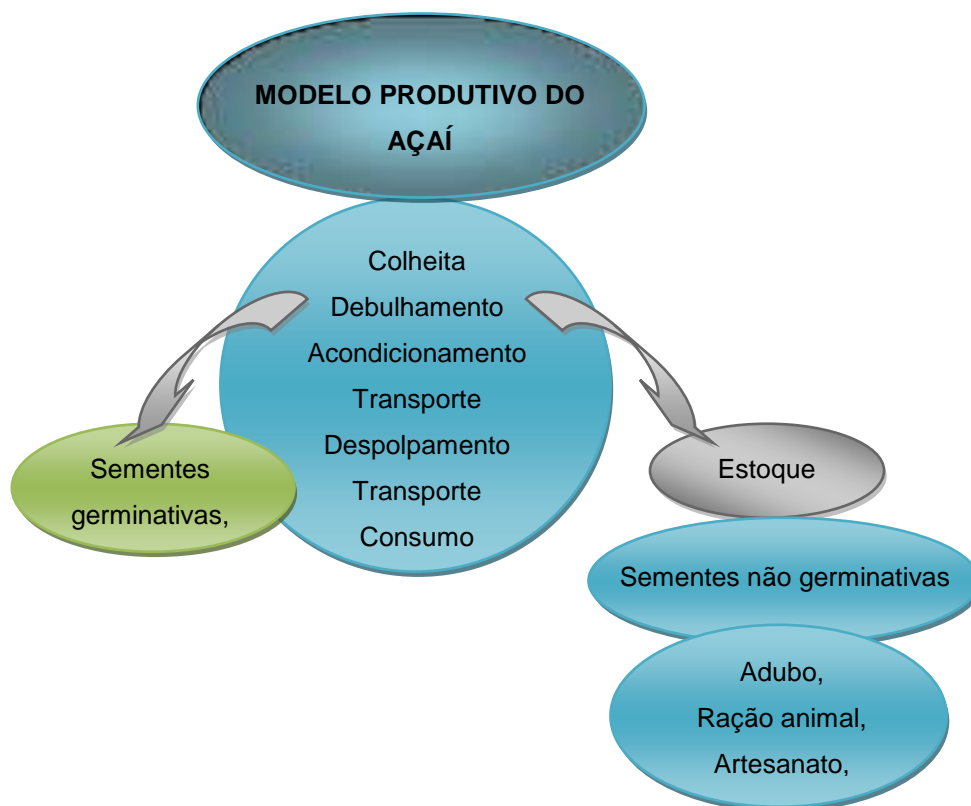 MODELO PRODUTIVO DO
AÇAÍ
Colheita
Debulhamento
Acondicionamento
Transporte
Despolpamento
Transporte
Consumo
Sementes
germinativas,
Estoque
Sementes não germinativas
Adubo,
Ração animal,
Artesanato,